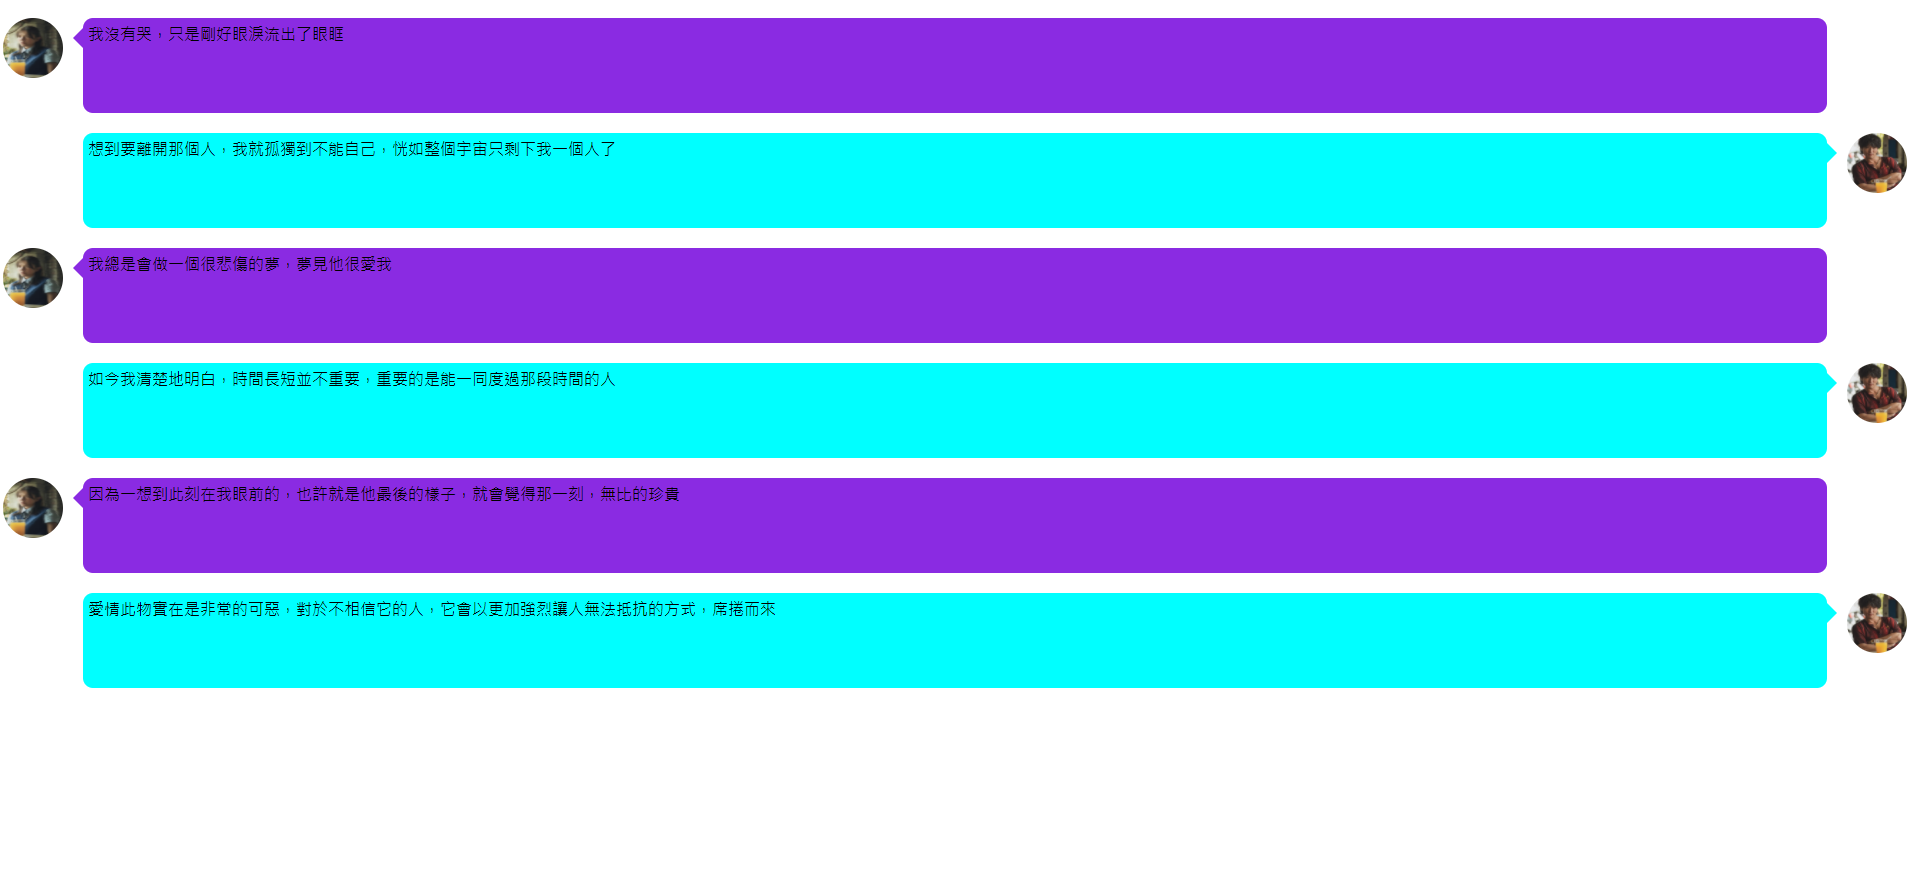 我沒有哭，只是剛好眼淚流出了眼眶
想到要離開那個人，我就孤獨到不能自己，恍如整個宇宙只剩下我一個人了
我總是會做一個很悲傷的夢，夢見他很愛我
如今我清楚地明白，時間長短並不重要，重要的是能一同度過那段時間的人
因為一想到此刻在我眼前的，也許就是他最後的樣子，就會覺得那一刻，無比的珍貴
愛情此物實在是非常的可惡，對於不相信它的人，它會以更加強烈讓人無法抵抗的方式，席捲而來